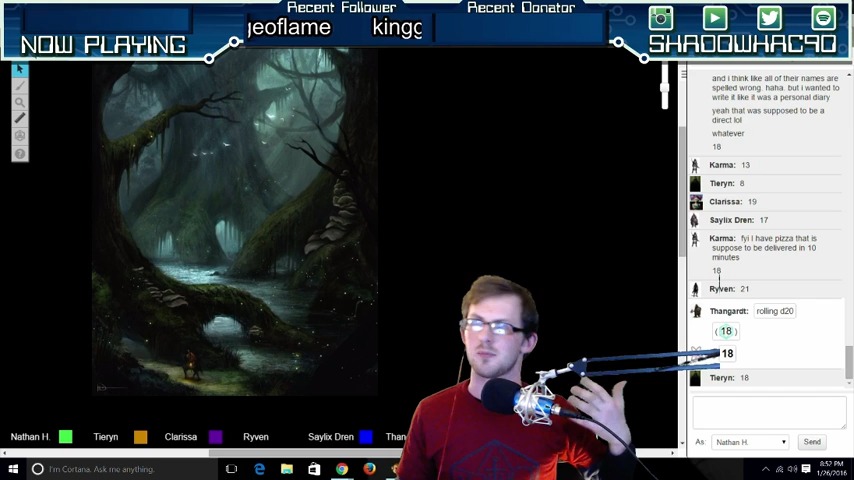 Recent Follower
Recent Donator
geoflame kingg
NOW PLAYING
SHADOWHAC90
and i think like all of their names are
spelled wrong. haha. but i wanted to
write it like it was a personal diary
yeah that was supposed to be a
direct lol
whatever
18
Karma: 13
Tieryn: 8
Clarissa: 19
Saylix Dren: 17
Karma: fyi I have pizza that is
suppose to be delivered in 10
minutes
18
Ryven: 21
Thangardt: rolling d20
(18)
18
Tieryn: 18
Nathan H. Tieryn Clarissa Ryven Saylix Dren Than
As: Nathan H. Send
I'm Cortana. Ask me anything.
8:52 PM
1/26/2016